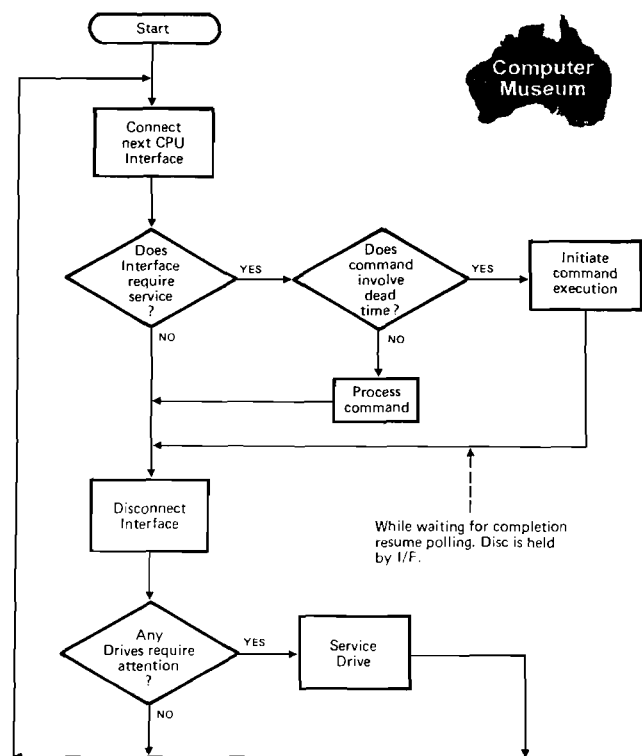 Start
Computer
Museum
Connect
next CPU
Interface
Does
Interface
require
service
?
YES
Does
command
involve
dead
time?
YES
Initiate
command
execution
NO
NO
Process
command
Disconnect
Interface
While waiting for completion
resume polling. Disc is held
by I/F.
Any
Drives require
attention
?
YES
Service
Drive
NO